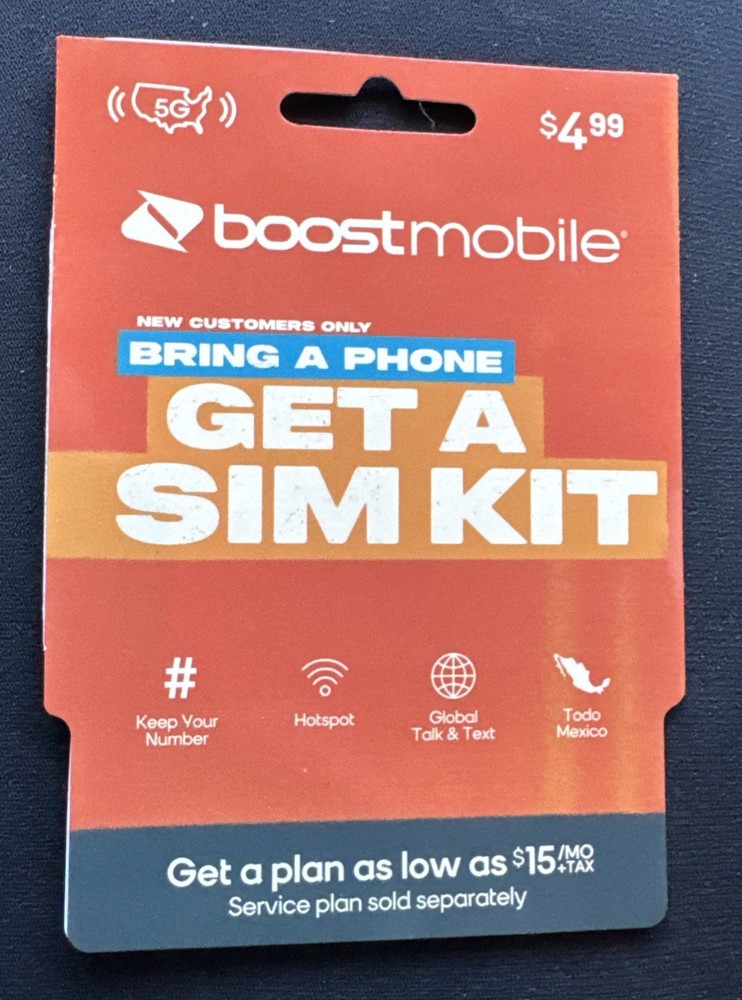 5G
$4.99
boostmobile
NEW CUSTOMERS ONLY
BRING A PHONE
GET A
SIM KIT
#
Keep Your
Number
Hotspot
Global
Talk & Text
Todo
Mexico
Get a plan as low as $15/MO
+TAX
Service plan sold separately